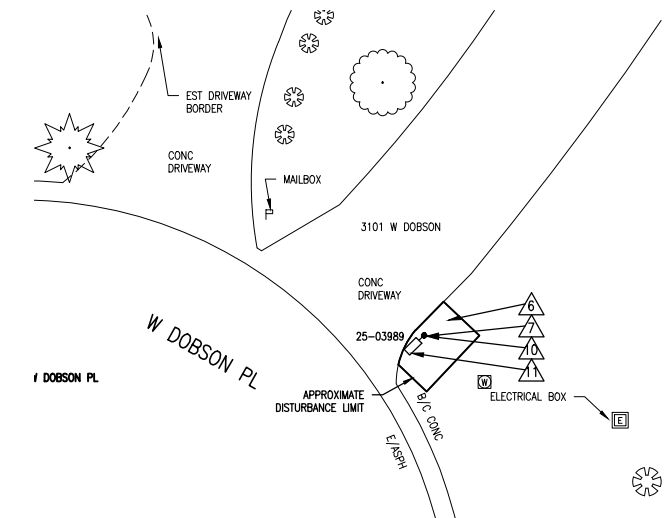 EST DRIVEWAY
BORDER
CONC
DRIVEWAY
MAILBOX
3101 W DOBSON
CONC
DRIVEWAY
6
7
25-03989
10
11
W DOBSON PL
DOBSON PL
APPROXIMATE
DISTURBANCE LIMIT
W
ELECTRICAL BOX
E
B/C CONC
E/ASPH